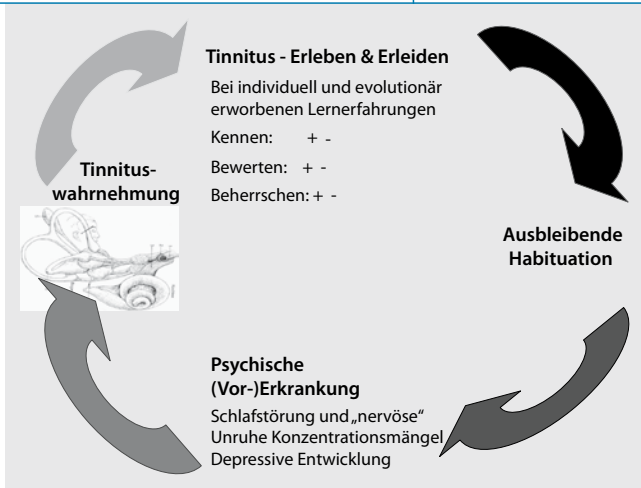 Tinnitus - Erleben & Erleiden
Bei individuell und evolutionär
erworbenen Lernerfahrungen
Kennen: + -
Bewerten: + -
Beherrschen: + -
Tinnitus-
wahrnehmung
Ausbleibende
Habituation
Psychische
(Vor-)Erkrankung
Schlafstörung und „nervöse“
Unruhe Konzentrationsmängel
Depressive Entwicklung